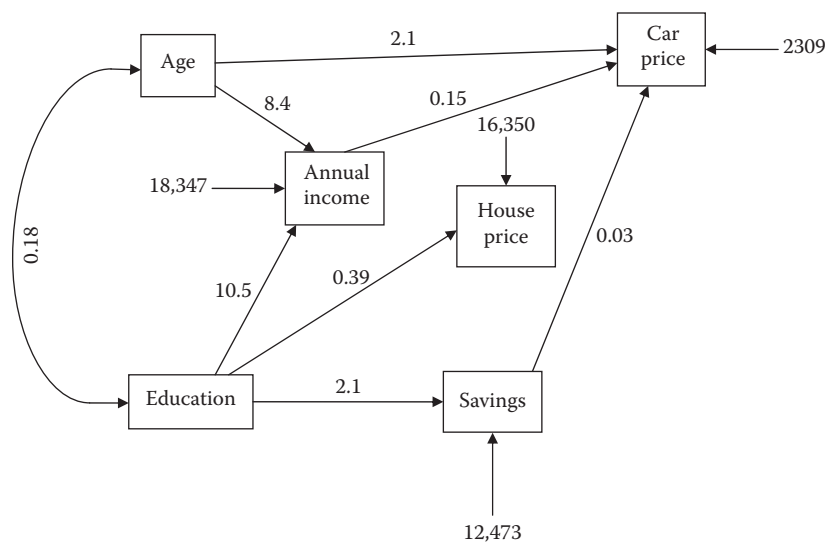 Car
price
2309
2.1
Age
8.4
0.15
16,350
Annual
income
18,347
House
price
0.18
0.03
0.39
10.5
Education
2.1
Savings
12,473